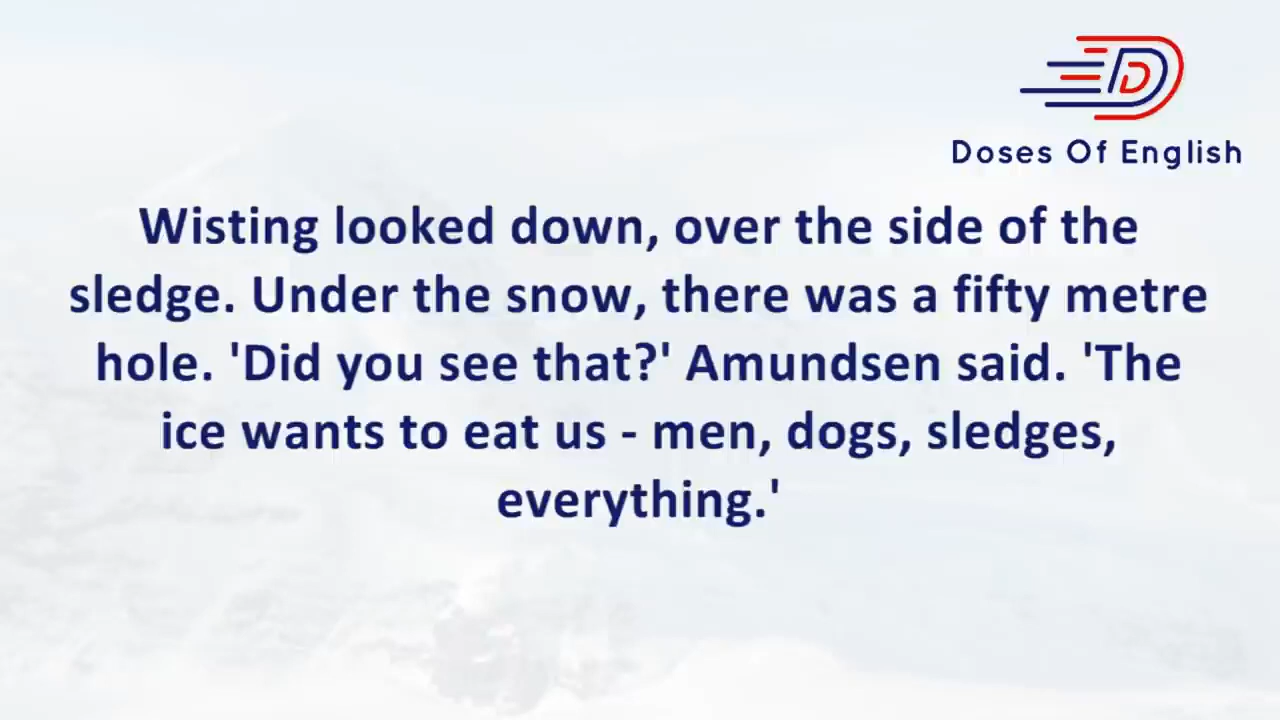 Doses Of English
Wisting looked down, over the side of the
sledge. Under the snow, there was a fifty metre
hole. 'Did you see that?' Amundsen said. 'The
ice wants to eat us - men, dogs, sledges,
everything.'